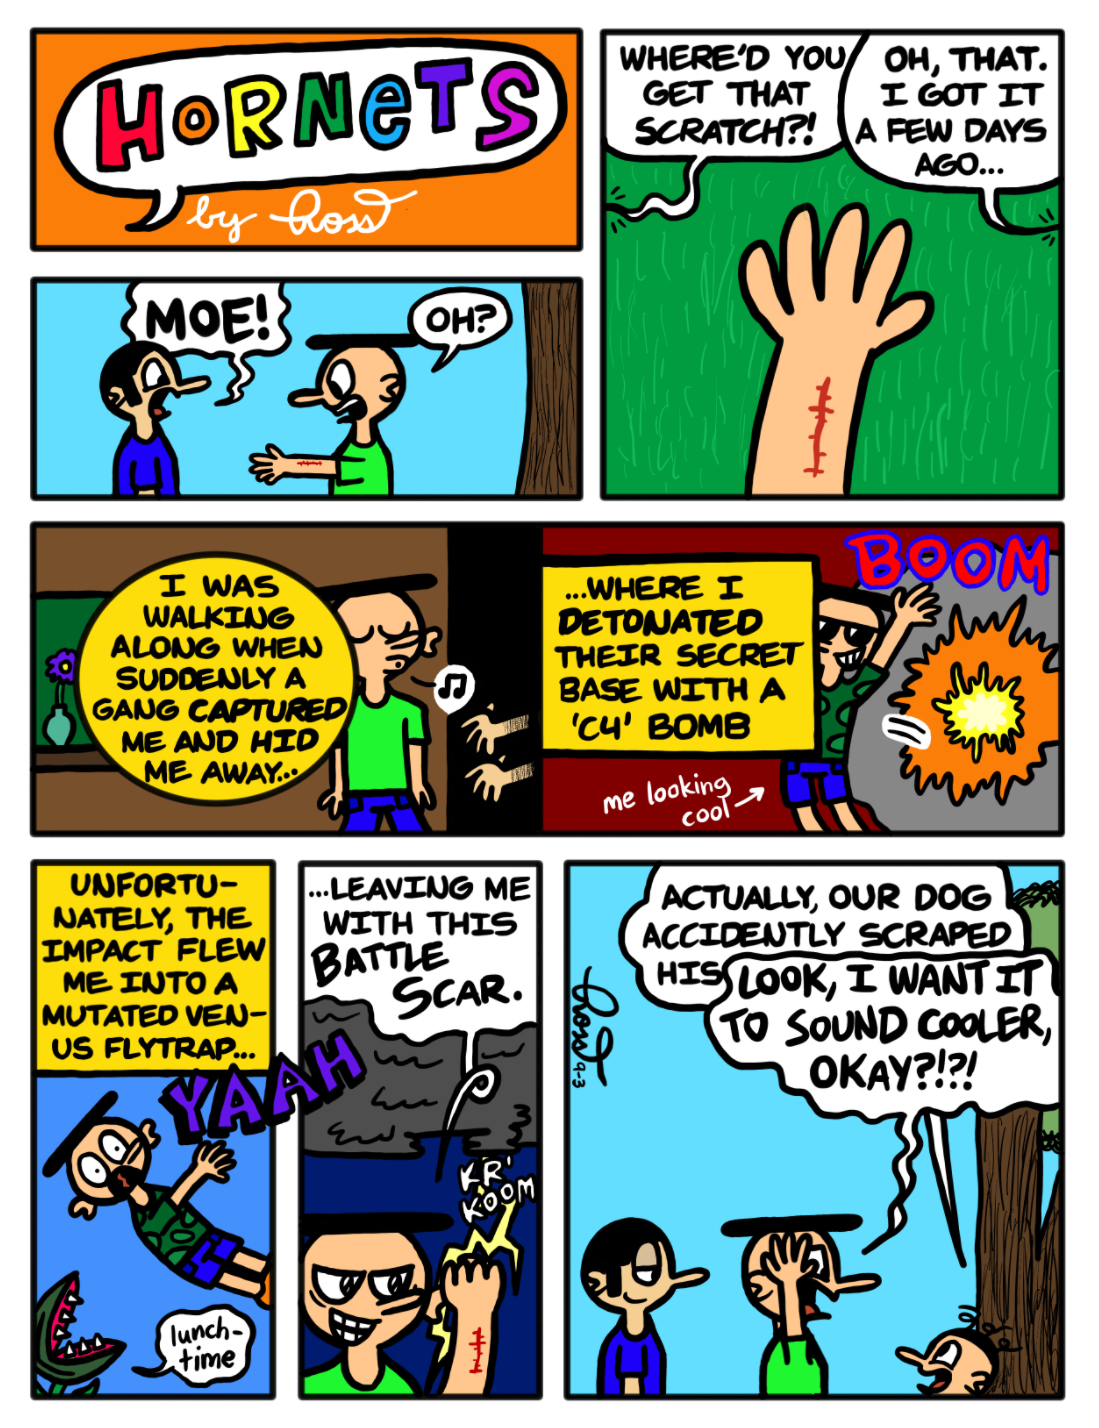 HORNETS
by Ross
MOE!
OH?
WHERE'D YOU
GET THAT
SCRATCH?!
OH, THAT.
I GOT IT
A FEW DAYS
AGO...
I WAS
WALKING
ALONG WHEN
SUDDENLY A
GANG CAPTURED
ME AND HID
ME AWAY...
...WHERE I
DETONATED
THEIR SECRET
BASE WITH A
'C4' BOMB
BOOM
me looking
cool
UNFORTU-
NATELY, THE
IMPACT FLEW
ME INTO A
MUTATED VEN-
US FLYTRAP...
YAAH
lunch-
time
...LEAVING ME
WITH THIS
BATTLE
SCAR.
KR'
KOOM
ACTUALLY, OUR DOG
ACCIDENTLY SCRAPED
HIS
LOOK, I WANT IT
TO SOUND COOLER,
OKAY?!?!
Ross 9-3